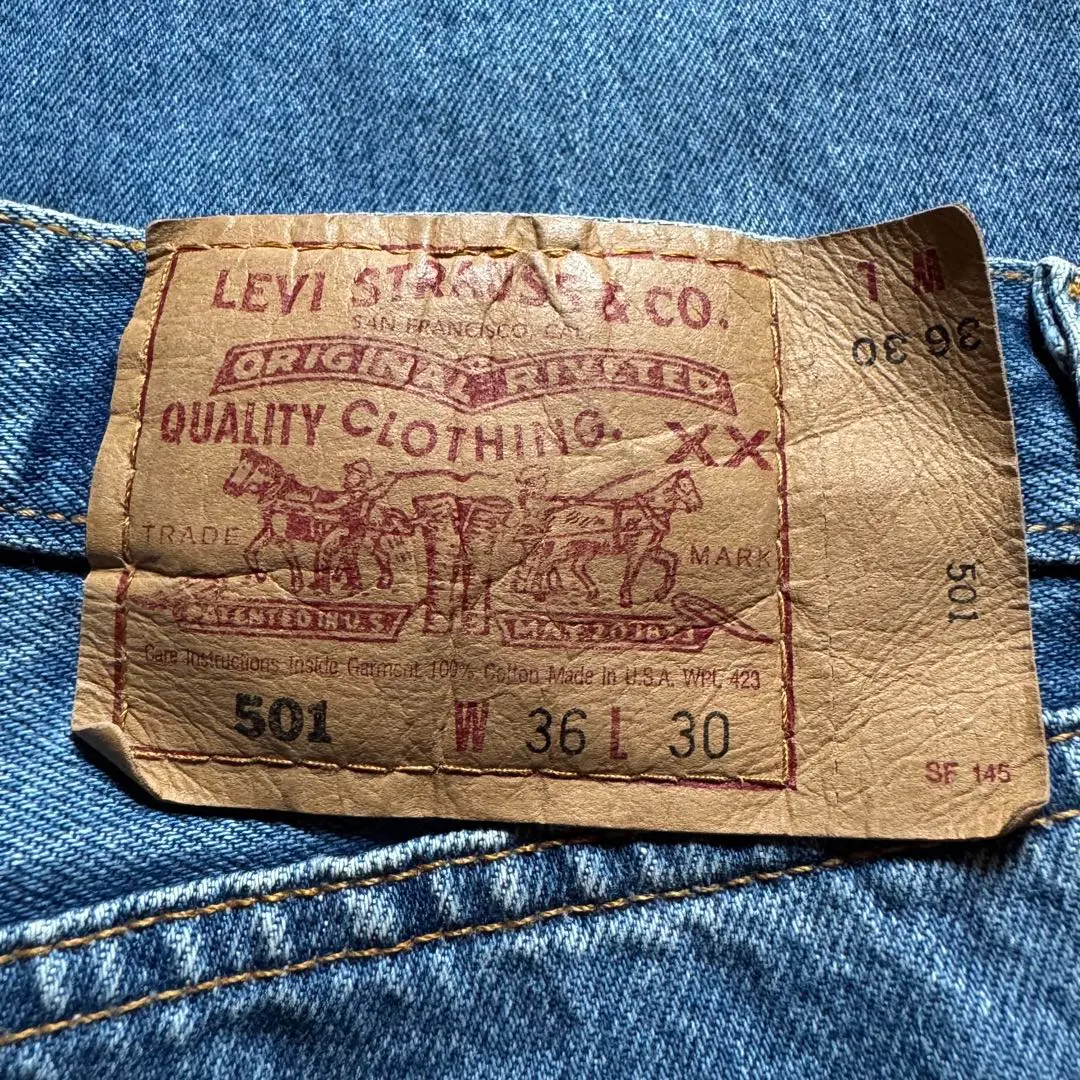 LEVI STRAUSS & CO.
SAN FRANCISCO, CAL.
ORIGINAL RIVETED
QUALITY CLOTHING.
XX
TRADE MARK
PATENTED IN U.S.
MAY 20 1873
Care Instructions Inside Garment 100% Cotton Made in U.S.A. WPL 423
501 W 36 L 30
L W
36 30
501
SF 145